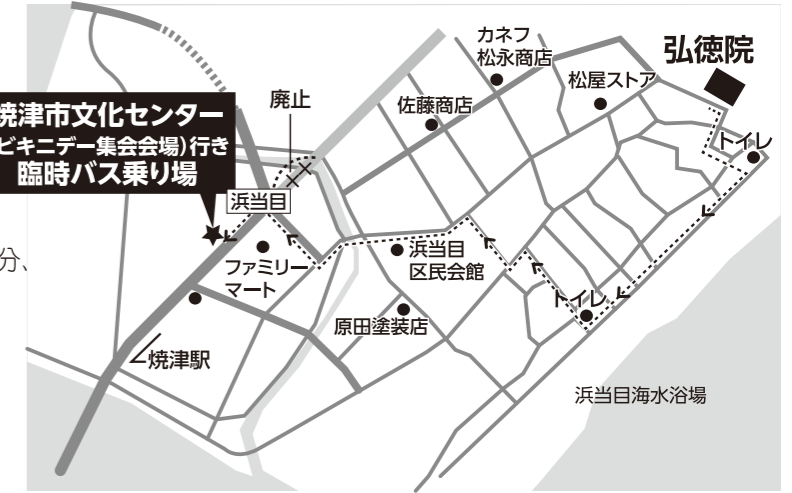 焼津市文化センター
(ビキニデー集会会場)行き
臨時バス乗り場
廃止
浜当目
カネフ
松永商店
佐藤商店
松屋ストア
弘徳院
トイレ
ファミリー
マート
浜当目
区民会館
原田塗装店
トイレ
焼津駅
浜当目海水浴場
分、